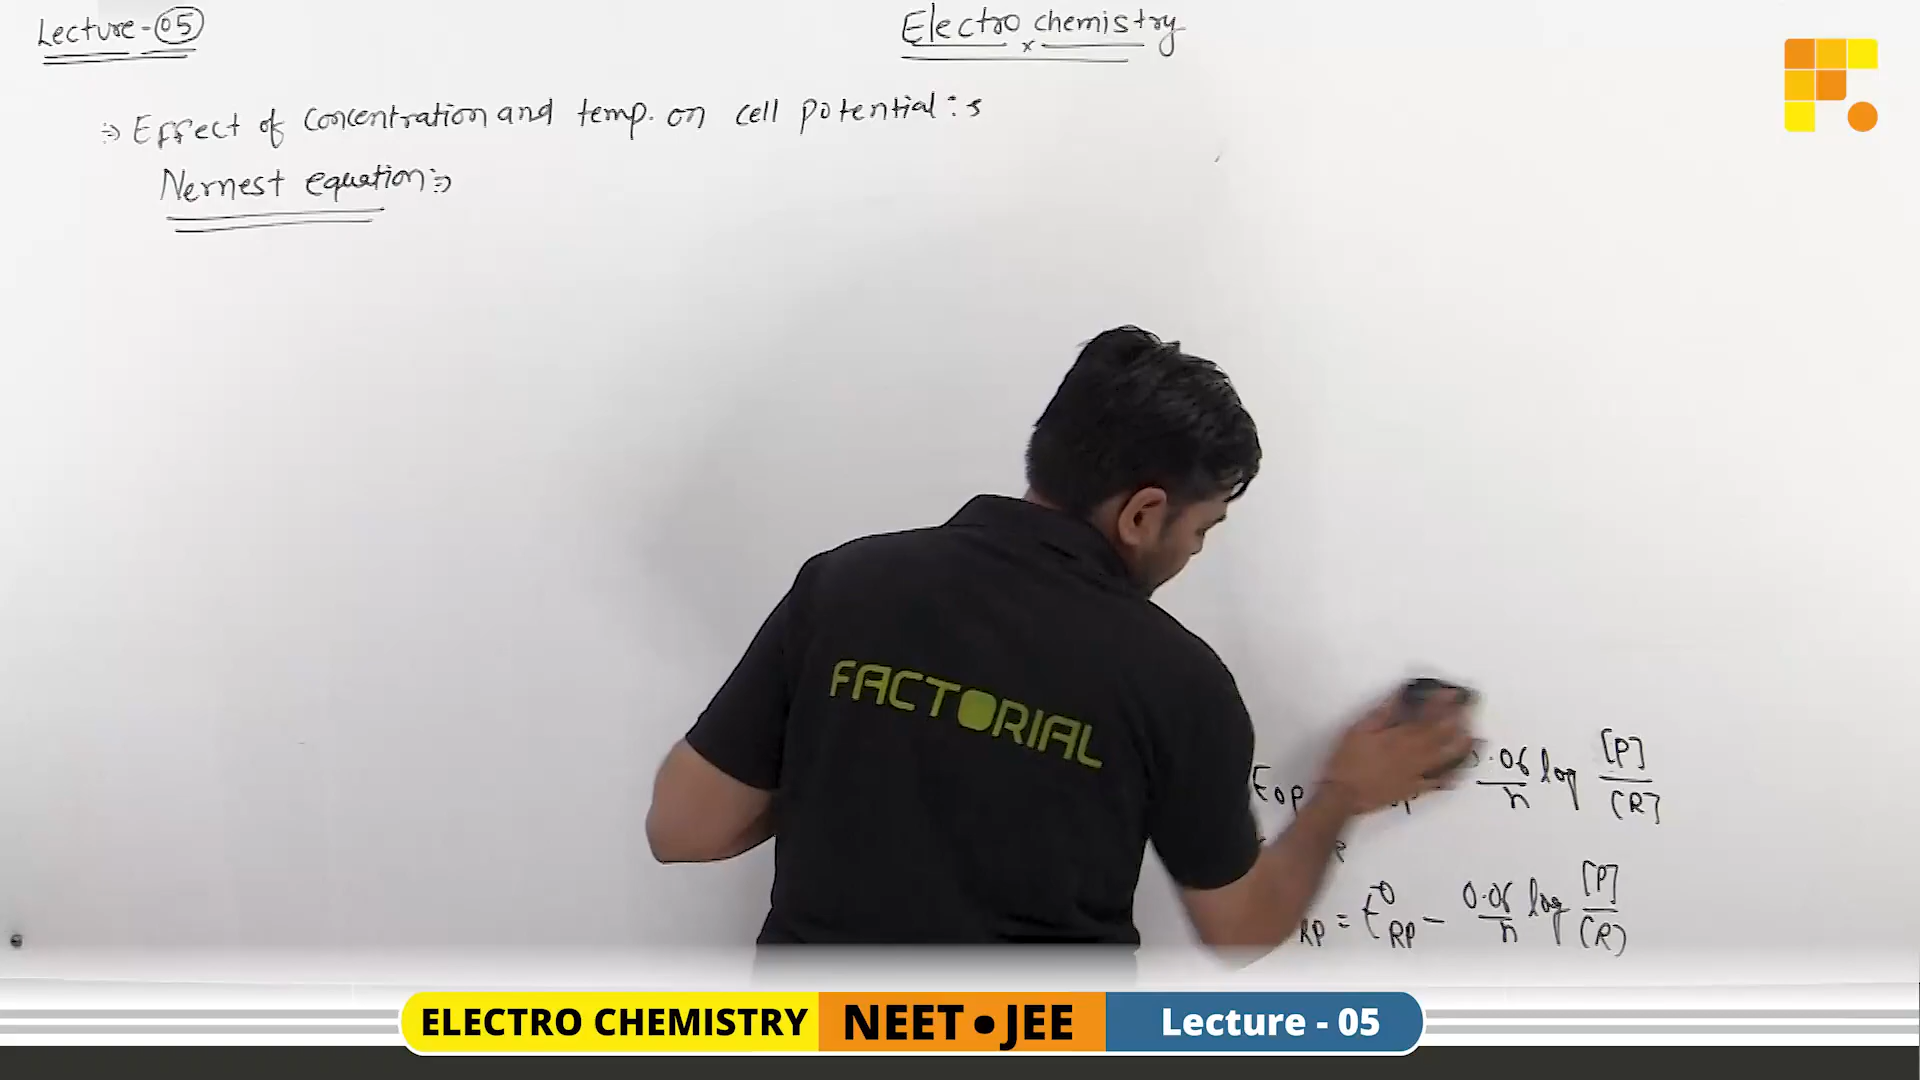 Lecture-05
Electro chemistry
⇒ Effect of concentration and temp. on cell potential:-
Nernest equation:-
FACTORIAL
EOP 0.06/n log [P]/[R]
RP = E⁰RP - 0.06/n log [P]/[R]
ELECTRO CHEMISTRY NEET • JEE Lecture - 05